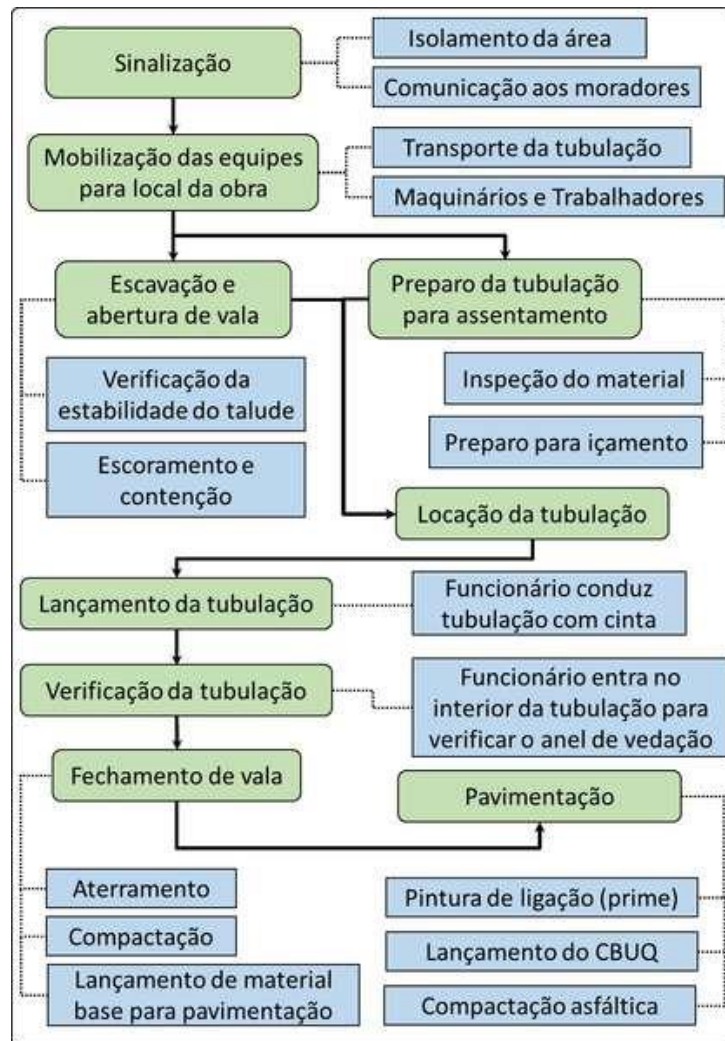 Sinalização
Isolamento da área
Comunicação aos moradores
Mobilização das equipes
para local da obra
Transporte da tubulação
Maquinários e Trabalhadores
Escavação e
abertura de vala
Preparo da tubulação
para assentamento
Verificação da
estabilidade do talude
Escoramento e
contenção
Inspeção do material
Preparo para içamento
Locação da tubulação
Lançamento da tubulação
Funcionário conduz
tubulação com cinta
Verificação da tubulação
Funcionário entra no
interior da tubulação para
verificar o anel de vedação
Fechamento de vala
Pavimentação
Aterramento
Compactação
Lançamento de material
base para pavimentação
Pintura de ligação (prime)
Lançamento do CBUQ
Compactação asfáltica